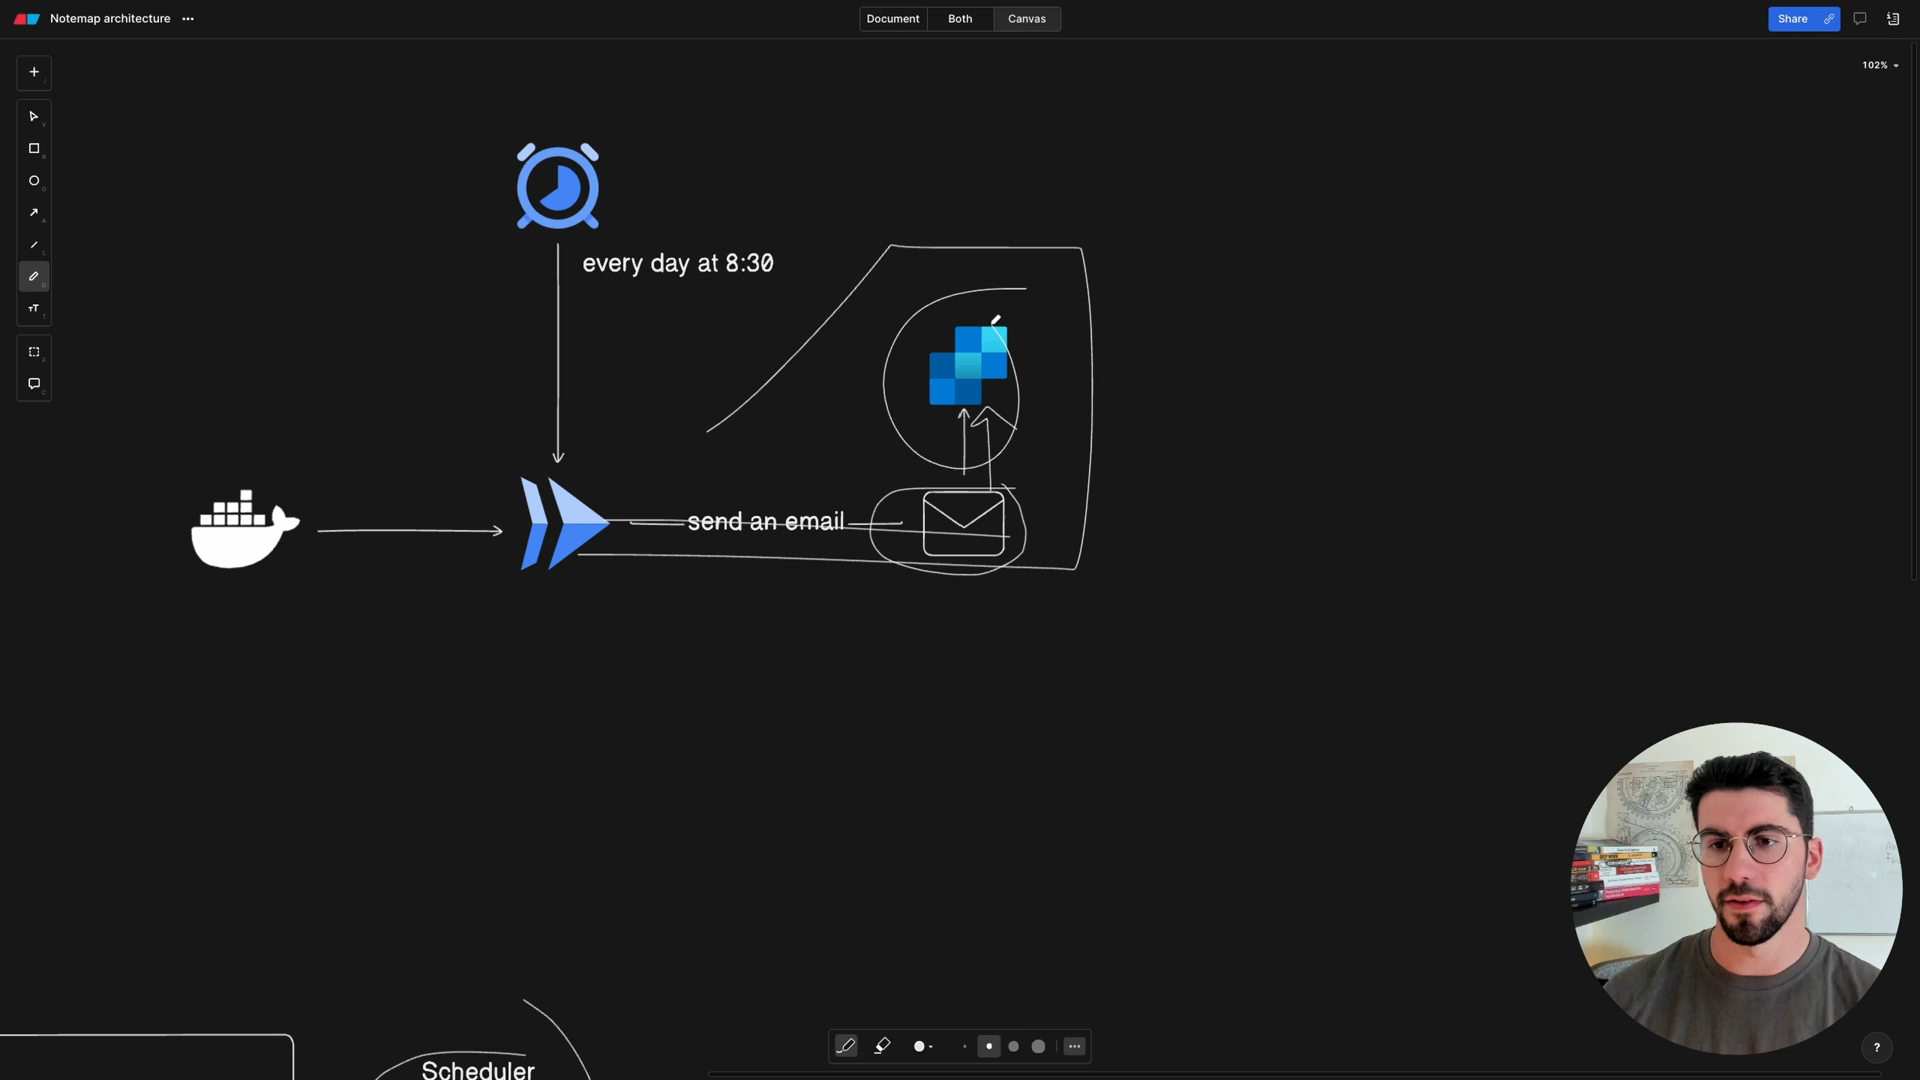 Notemap architecture
Document
Both
Canvas
Share
102%
every day at 8:30
send an email
Scheduler
T
?